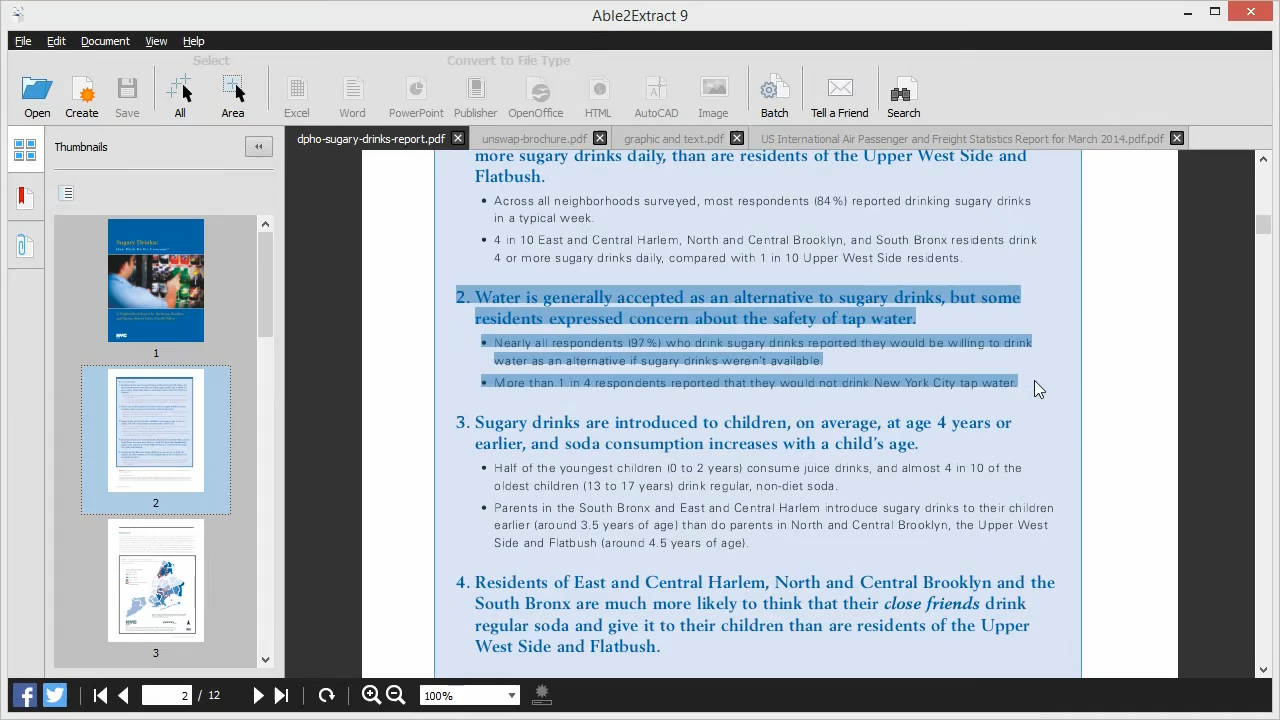 Able2Extract 9
File Edit Document View Help
Select Convert to File Type
Open Create Save All Area Excel Word PowerPoint Publisher OpenOffice HTML AutoCAD Image Batch Tell a Friend Search
Thumbnails
dpho-sugary-drinks-report.pdf unswap-brochure.pdf graphic and text.pdf US International Air Passenger and Freight Statistics Report for March 2014.pdf.pdf
Sugary Drinks:
1
2
3
more sugary drinks daily, than are residents of the Upper West Side and
Flatbush.
• Across all neighborhoods surveyed, most respondents (84%) reported drinking sugary drinks
in a typical week.
• 4 in 10 East and Central Harlem, North and Central Brooklyn, and South Bronx residents drink
4 or more sugary drinks daily, compared with 1 in 10 Upper West Side residents.
2. Water is generally accepted as an alternative to sugary drinks, but some
residents expressed concern about the safety of tap water.
• Nearly all respondents (97%) who drink sugary drinks reported they would be willing to drink
water as an alternative if sugary drinks weren't available.
• More than 1 in 4 respondents reported that they would not drink New York City tap water.
3. Sugary drinks are introduced to children, on average, at age 4 years or
earlier, and soda consumption increases with a child's age.
• Half of the youngest children (0 to 2 years) consume juice drinks, and almost 4 in 10 of the
oldest children (13 to 17 years) drink regular, non-diet soda.
• Parents in the South Bronx and East and Central Harlem introduce sugary drinks to their children
earlier (around 3.5 years of age) than do parents in North and Central Brooklyn, the Upper West
Side and Flatbush (around 4.5 years of age).
4. Residents of East and Central Harlem, North and Central Brooklyn and the
South Bronx are much more likely to think that their close friends drink
regular soda and give it to their children than are residents of the Upper
West Side and Flatbush.
2 / 12 100%